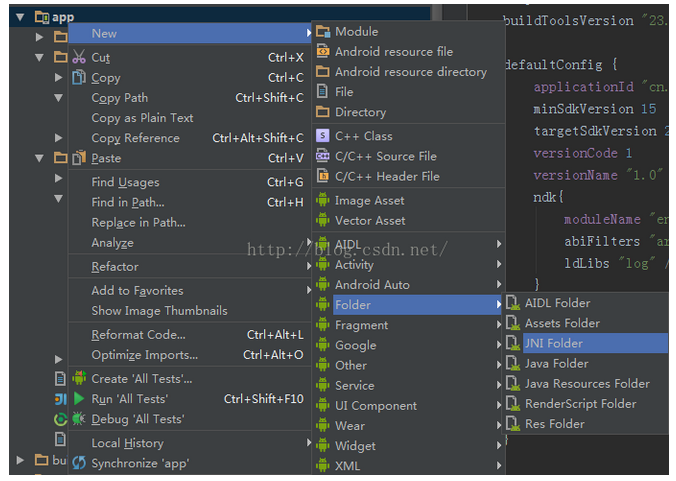 app
New
Cut Ctrl+X
Copy Ctrl+C
Copy Path Ctrl+Shift+C
Copy as Plain Text
Copy Reference Ctrl+Alt+Shift+C
Paste Ctrl+V
Find Usages Ctrl+G
Find in Path... Ctrl+H
Replace in Path...
Analyze
Refactor
Add to Favorites
Show Image Thumbnails
Reformat Code... Ctrl+Alt+L
Optimize Imports... Ctrl+Alt+O
Create 'All Tests'...
Run 'All Tests' Ctrl+Shift+F10
Debug 'All Tests'
Local History
Synchronize 'app'
bu
Module
Android resource file
Android resource directory
File
Directory
C++ Class
C/C++ Source File
C/C++ Header File
Image Asset
Vector Asset
AIDL
Activity
Android Auto
Folder
Fragment
Google
Other
Service
UI Component
Wear
Widget
XML
AIDL Folder
Assets Folder
JNI Folder
Java Folder
Java Resources Folder
RenderScript Folder
Res Folder
buildToolsVersion "23.
defaultConfig {
applicationId "cn.
minSdkVersion 15
targetSdkVersion 2
versionCode 1
versionName "1.0"
ndk{
moduleName "en
abiFilters "ar
ldLibs "log" /
}
}
http://blog.csdn.net/